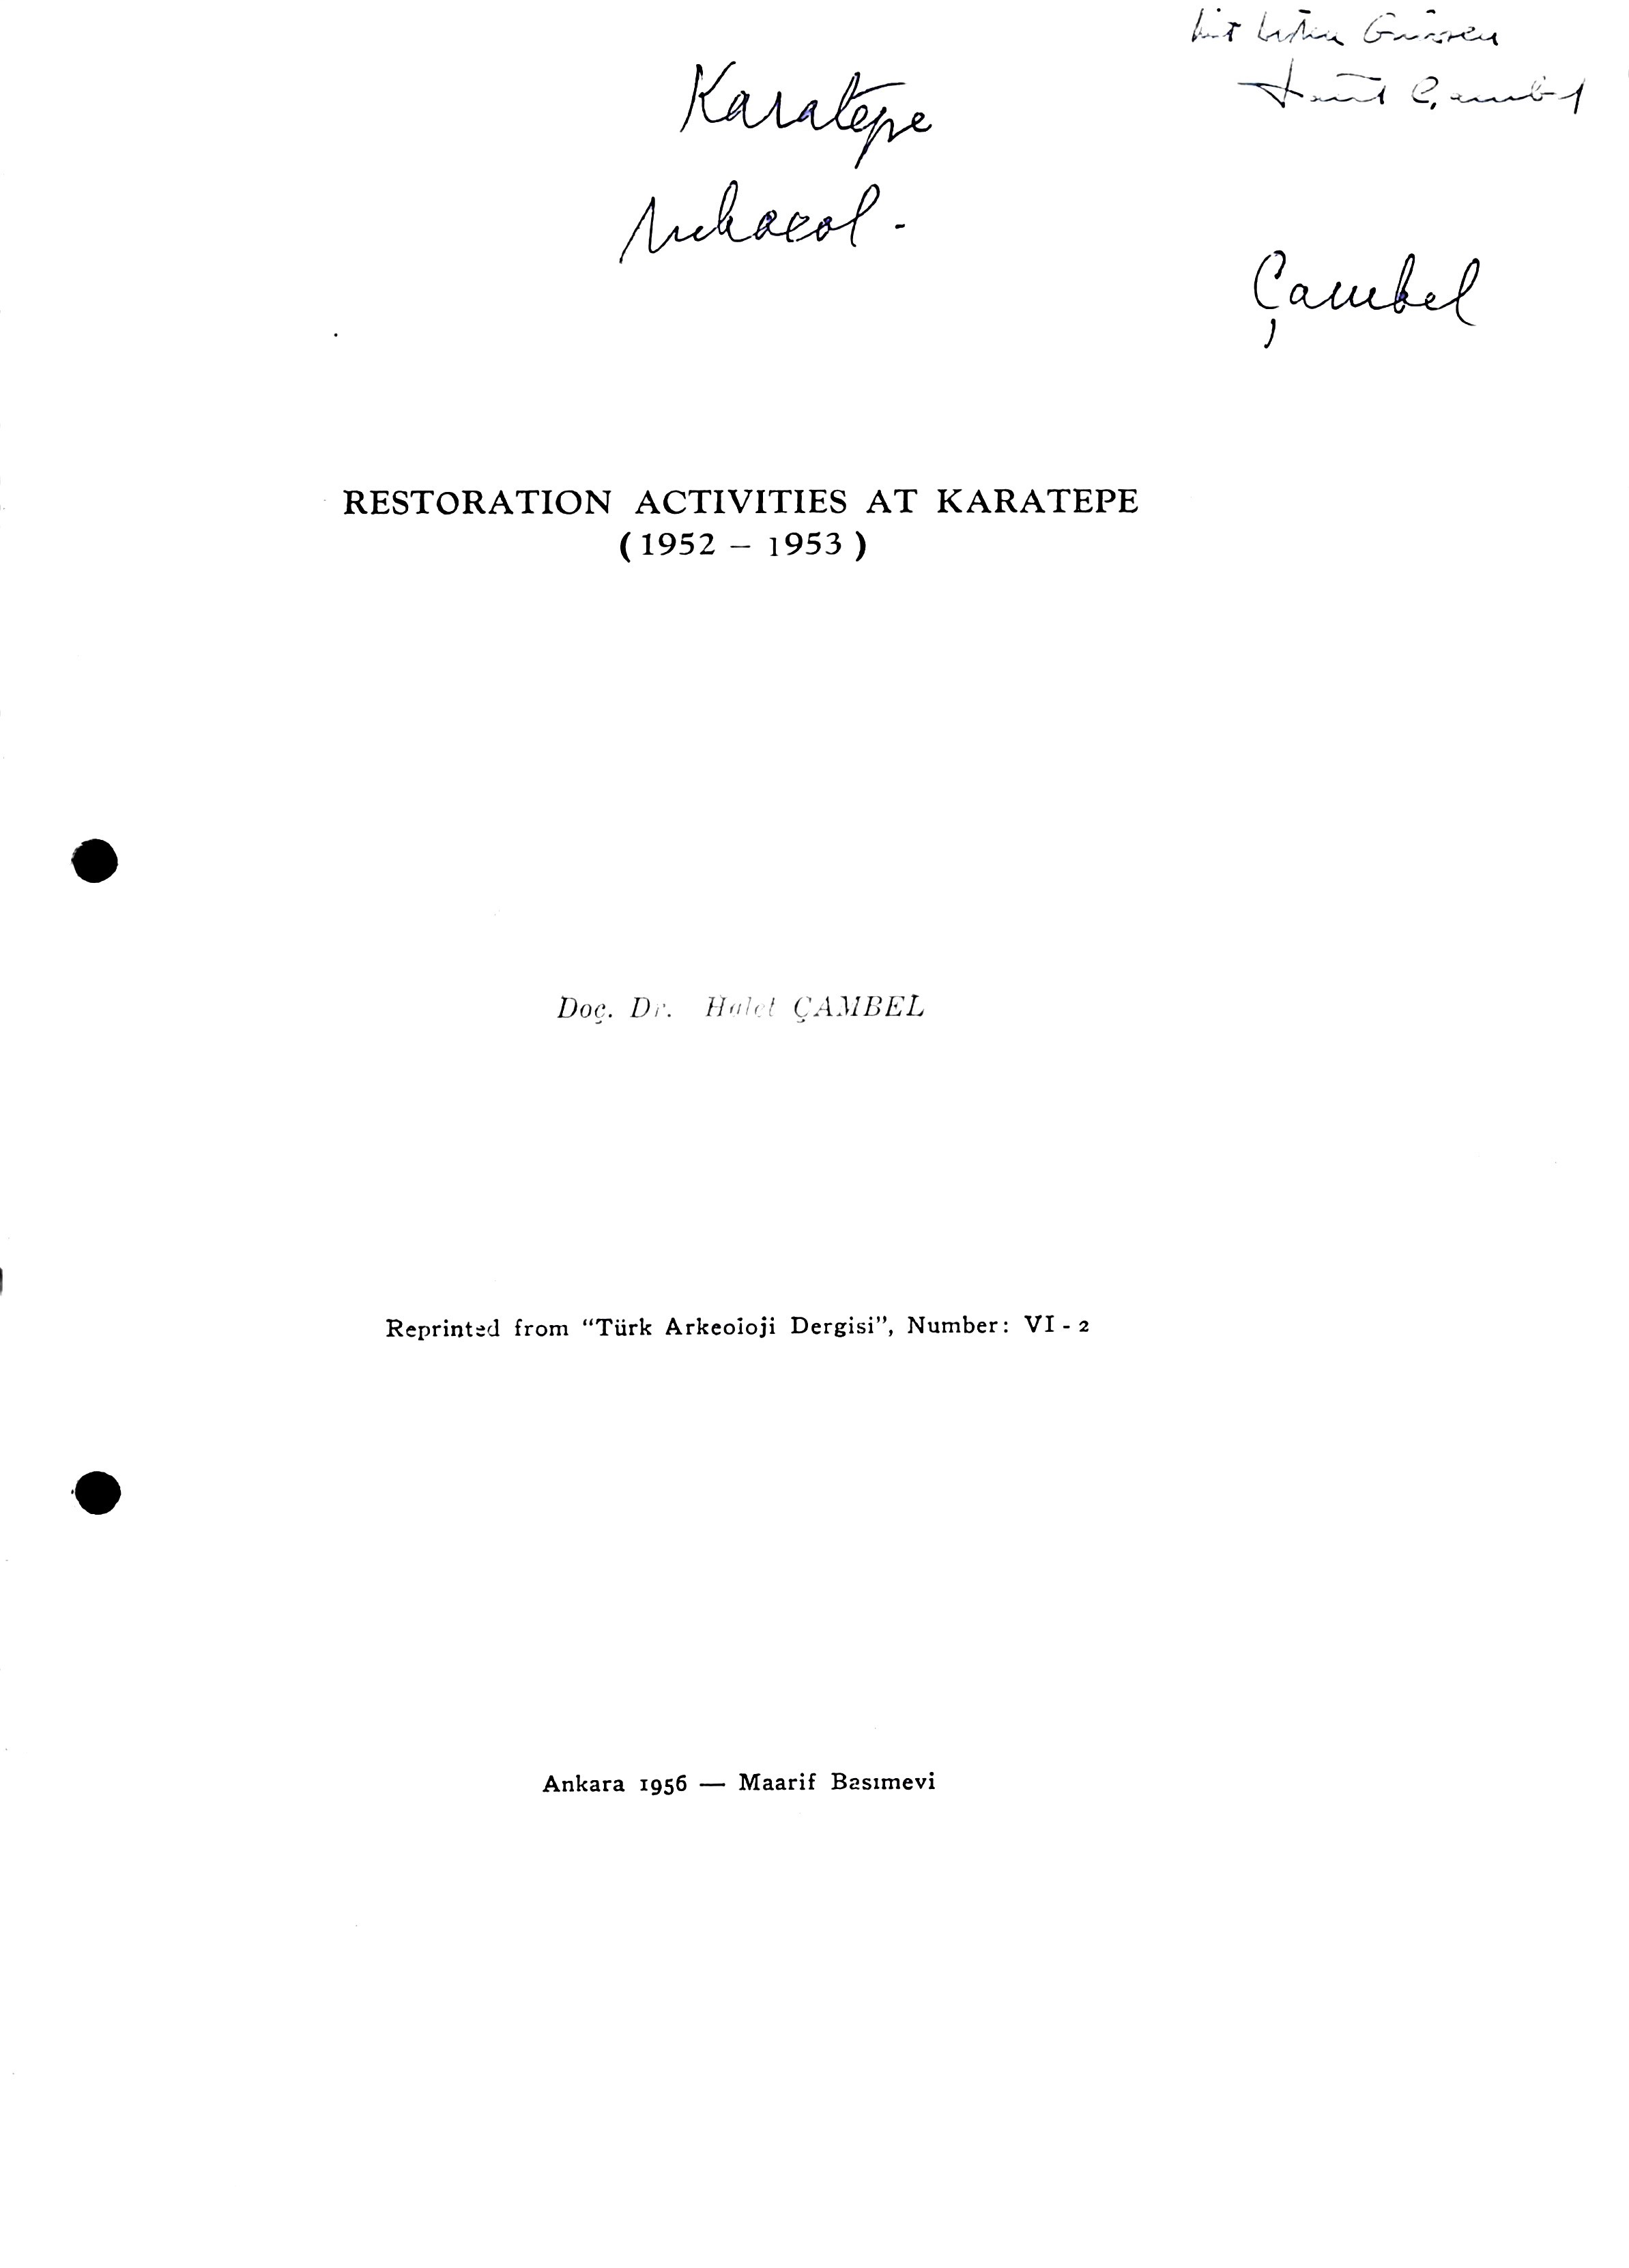 Mit besten Grüssen
Halet Çambel
Karatepe
Archaeol.
Çambel
RESTORATION ACTIVITIES AT KARATEPE
( 1952 – 1953 )
Doç. Dr. Halet ÇAMBEL
Reprinted from “Türk Arkeoloji Dergisi”, Number: VI - 2
Ankara 1956 — Maarif Basımevi